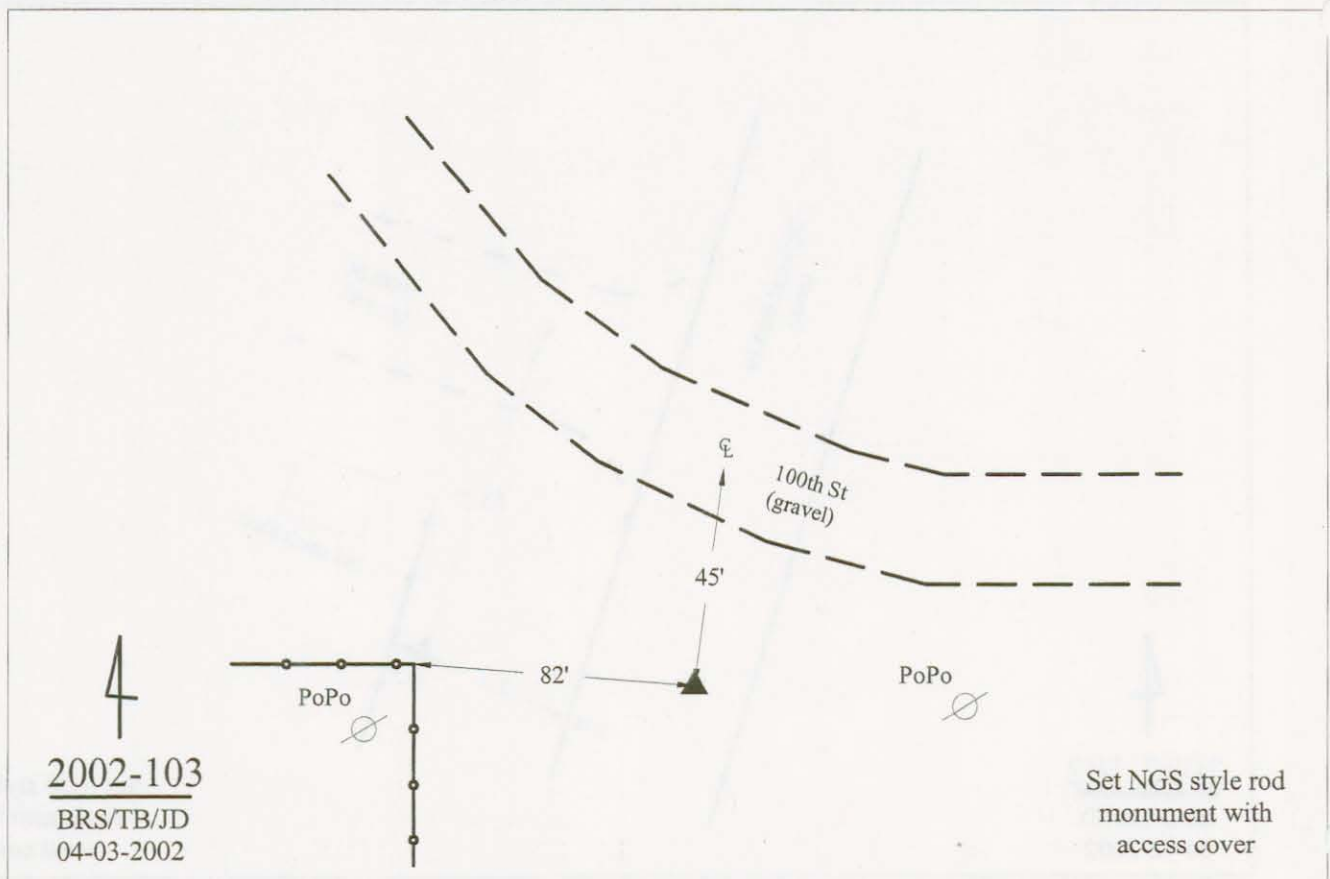 ℄
100th St
(gravel)
45'
82'
PoPo
PoPo
2002-103
BRS/TB/JD
04-03-2002
Set NGS style rod
monument with
access cover